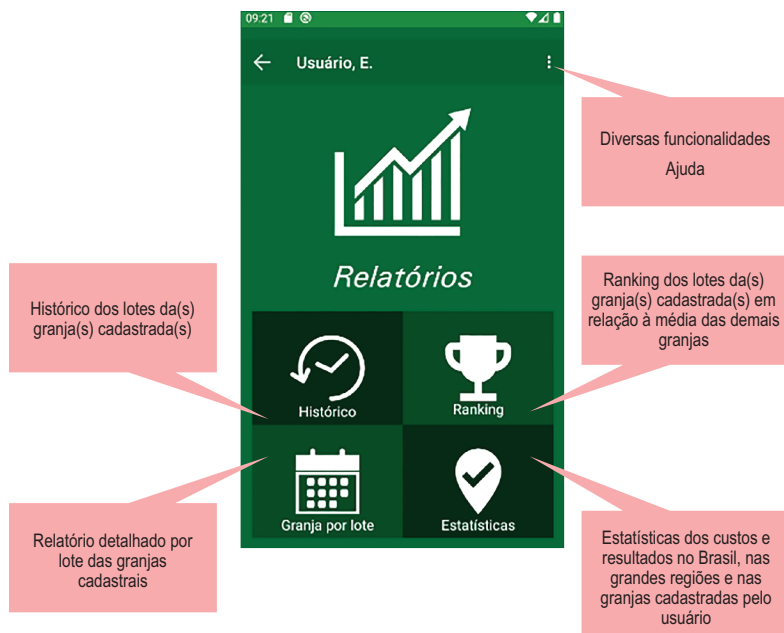 09:21
Usuário, E.
Diversas funcionalidades
Ajuda
Relatórios
Histórico dos lotes da(s)
granja(s) cadastrada(s)
Ranking dos lotes da(s)
granja(s) cadastrada(s) em
relação à média das demais
granjas
Histórico
Ranking
Granja por lote
Estatísticas
Relatório detalhado por
lote das granjas
cadastrais
Estatísticas dos custos e
resultados no Brasil, nas
grandes regiões e nas
granjas cadastradas pelo
usuário